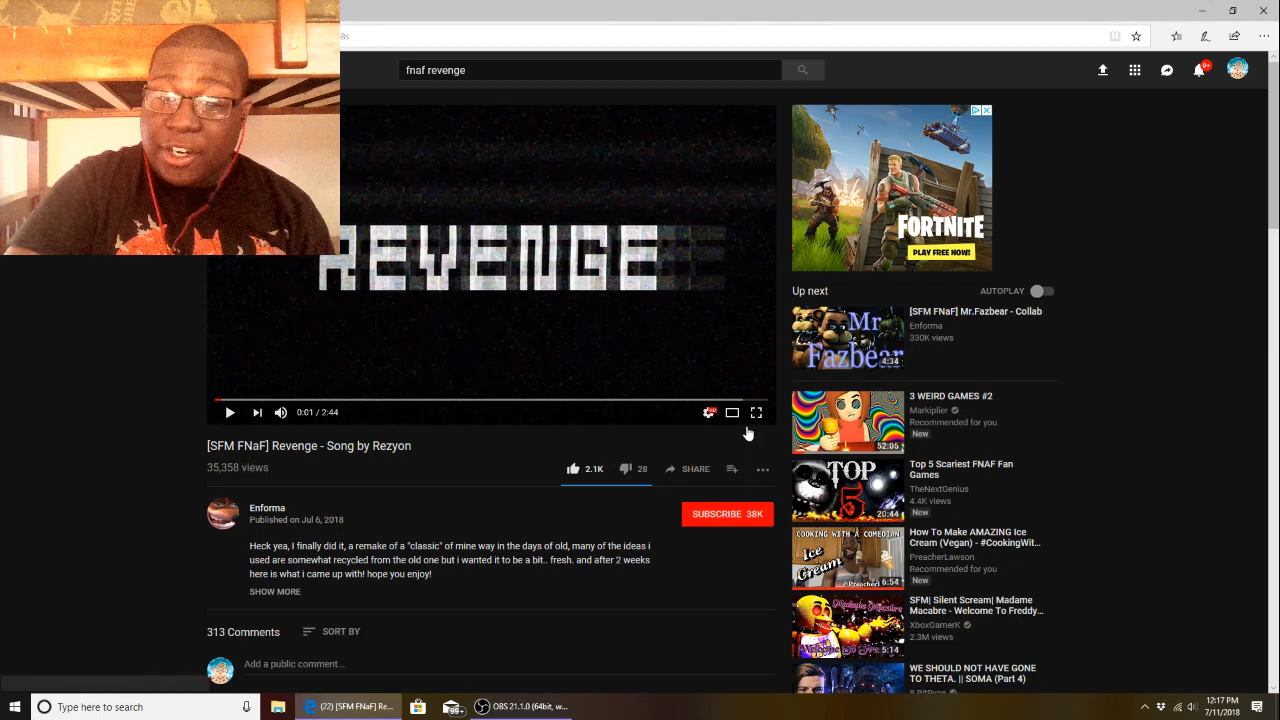 8s
fnaf revenge
9+
REVENGE
FORTNITE
PLAY FREE NOW!
Up next
AUTOPLAY
Mr
Fazbear
4:34
[SFM FNaF] Mr.Fazbear - Collab
Enforma
330K views
52:05
3 WEIRD GAMES #2
Markiplier
Recommended for you
New
TOP
5
20:44
Top 5 Scariest FNAF Fan
Games
TheNextGenius
4.4K views
New
COOKING WITH A COMEDIAN
Ice
Cream
6:54
How To Make AMAZING Ice
Cream (Vegan) - #CookingWit...
PreacherLawson
Recommended for you
New
Madame Macabre
5:14
SFM| Silent Scream| Madame
Macabre - Welcome To Freddy...
XboxGamerK
2.3M views
WE SHOULD NOT HAVE GONE
TO THETA. || SOMA (Part 4)
8-BitRyan
0:01 / 2:44
HD
[SFM FNaF] Revenge - Song by Rezyon
35,358 views
2.1K
28
SHARE
Enforma
Published on Jul 6, 2018
SUBSCRIBE 38K
Heck yea, I finally did it, a remake of a "classic" of mine way in the days of old, many of the ideas i
used are somewhat recycled from the old one but i wanted it to be a bit.. fresh. and after 2 weeks
here is what i came up with! hope you enjoy!
SHOW MORE
313 Comments
SORT BY
Add a public comment...
Type here to search
(22) [SFM FNaF] Re...
99+
OBS 21.1.0 (64bit, w...
12:17 PM
7/11/2018